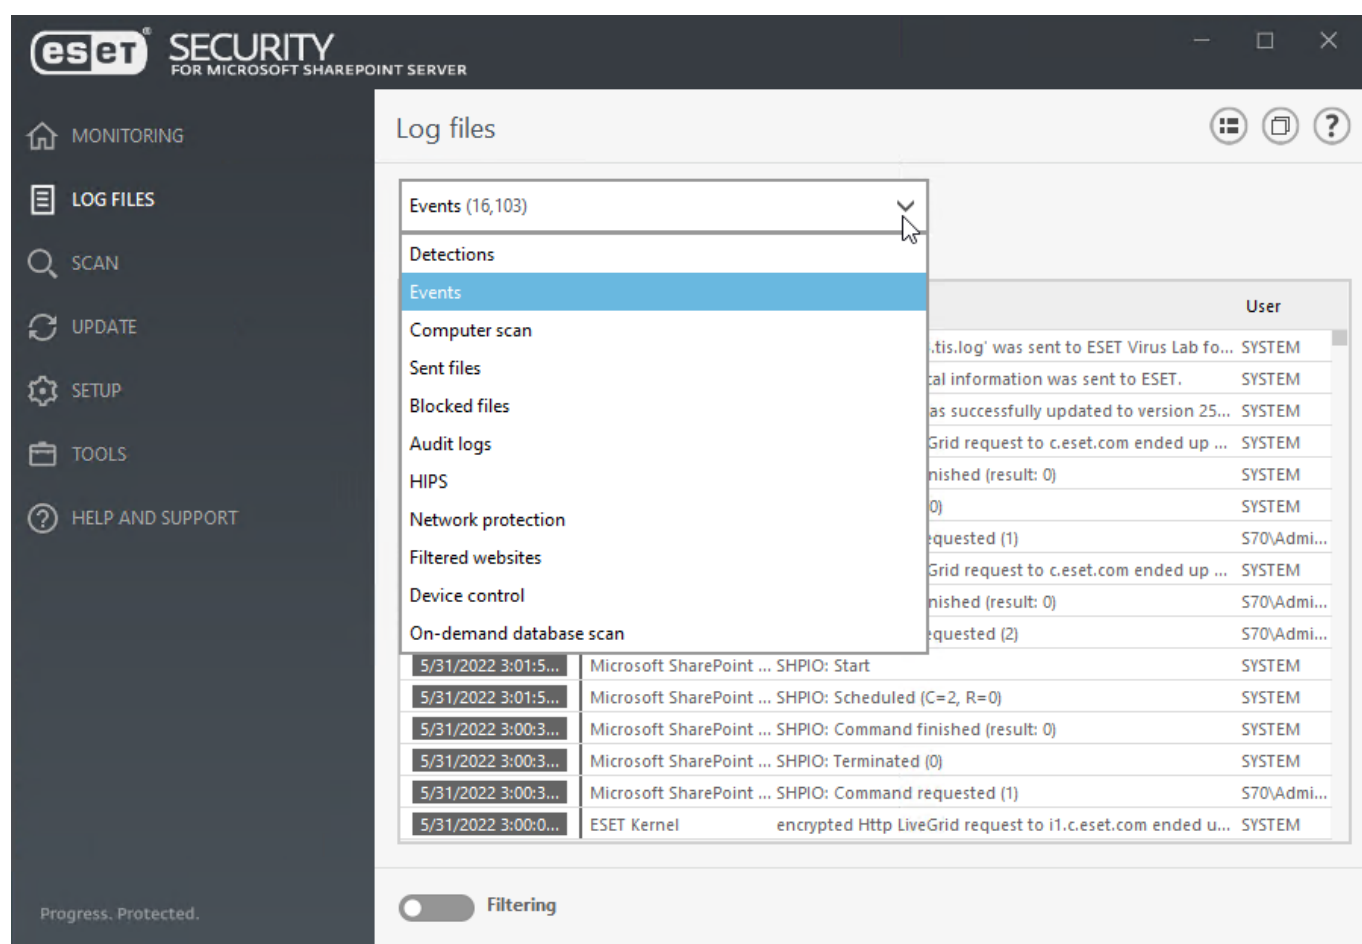 eseT® SECURITY
FOR MICROSOFT SHAREPOINT SERVER
MONITORING
LOG FILES
SCAN
UPDATE
SETUP
TOOLS
HELP AND SUPPORT
Progress. Protected.
Log files
?
Events (16,103)
Detections
Events
Computer scan
Sent files
Blocked files
Audit logs
HIPS
Network protection
Filtered websites
Device control
On-demand database scan
User
.tis.log' was sent to ESET Virus Lab fo... SYSTEM
cal information was sent to ESET. SYSTEM
as successfully updated to version 25... SYSTEM
Grid request to c.eset.com ended up ... SYSTEM
nished (result: 0) SYSTEM
0) SYSTEM
equested (1) S70\Admi...
Grid request to c.eset.com ended up ... SYSTEM
nished (result: 0) S70\Admi...
equested (2) S70\Admi...
5/31/2022 3:01:5... Microsoft SharePoint ... SHPIO: Start SYSTEM
5/31/2022 3:01:5... Microsoft SharePoint ... SHPIO: Scheduled (C=2, R=0) SYSTEM
5/31/2022 3:00:3... Microsoft SharePoint ... SHPIO: Command finished (result: 0) SYSTEM
5/31/2022 3:00:3... Microsoft SharePoint ... SHPIO: Terminated (0) SYSTEM
5/31/2022 3:00:3... Microsoft SharePoint ... SHPIO: Command requested (1) S70\Admi...
5/31/2022 3:00:0... ESET Kernel encrypted Http LiveGrid request to i1.c.eset.com ended u... SYSTEM
Filtering